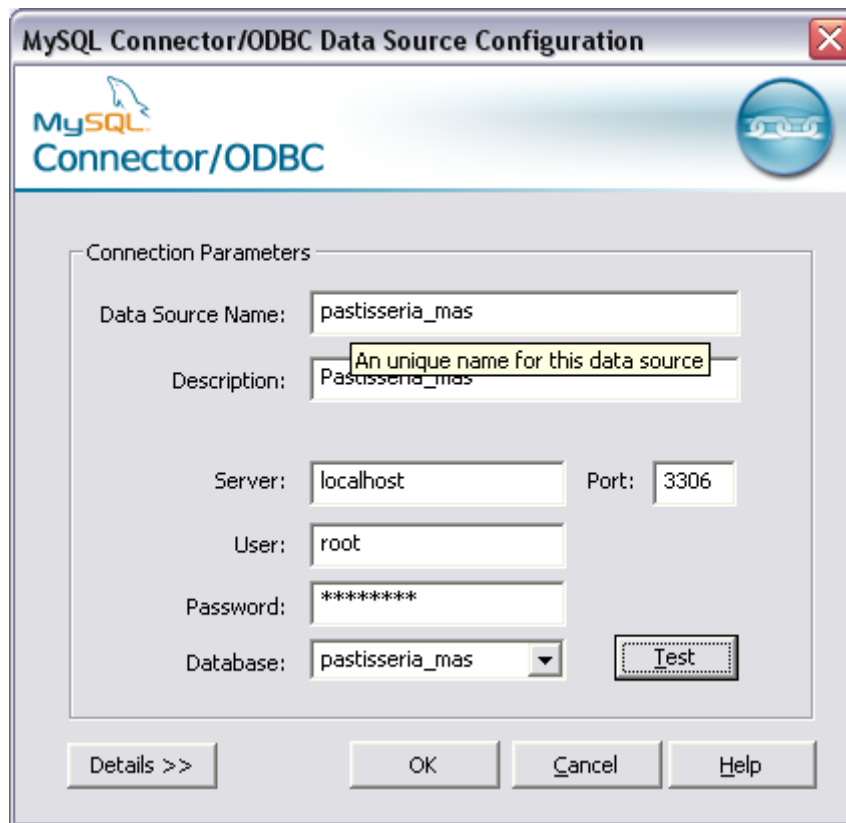 MySQL Connector/ODBC Data Source Configuration
MySQL
Connector/ODBC
Connection Parameters
Data Source Name: pastisseria_mas
An unique name for this data source
Description: Pastisseria_mas
Server: localhost Port: 3306
User: root
Password: ********
Database: pastisseria_mas Test
Details >> OK Cancel Help